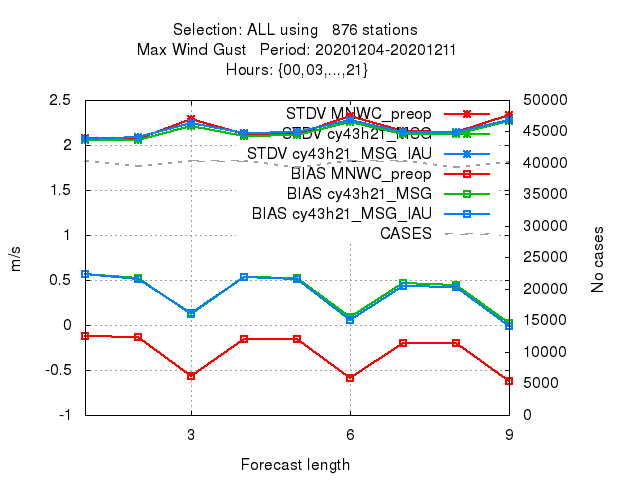 Selection: ALL using   876 stations
Max Wind Gust   Period: 20201204-20201211
Hours: {00,03,...,21}
2.5
2
1.5
1
0.5
0
-0.5
-1
m/s
STDV MNWC_preop
STDV cy43h21_MSG
STDV cy43h21_MSG_IAU
BIAS MNWC_preop
BIAS cy43h21_MSG
BIAS cy43h21_MSG_IAU
CASES
50000
45000
40000
35000
30000
25000
20000
15000
10000
5000
0
No cases
3 6 9
Forecast length